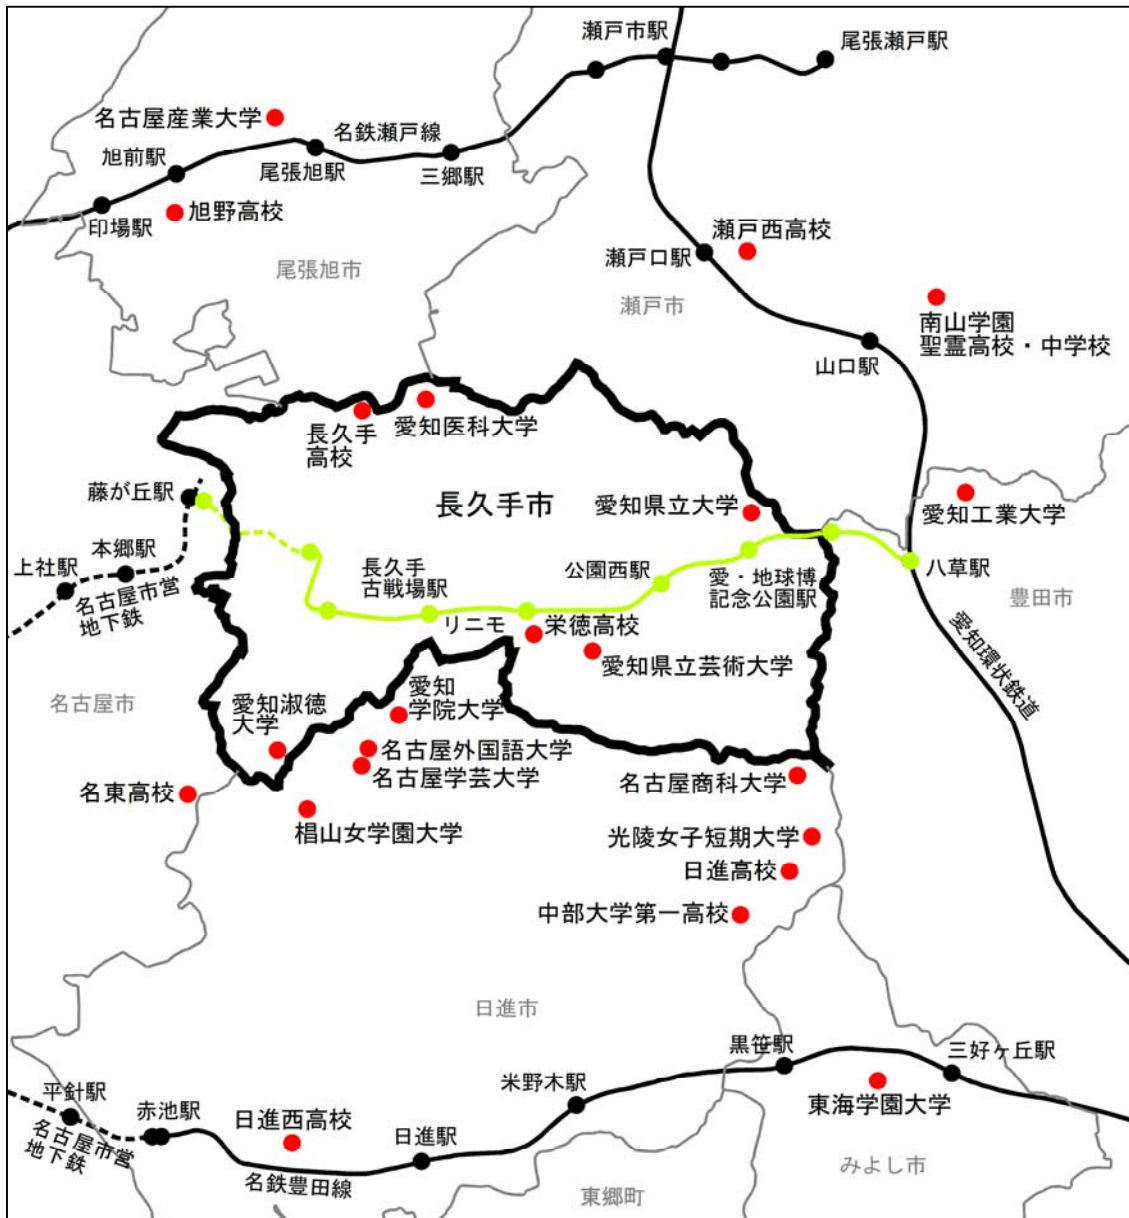 瀬戸市駅
尾張瀬戸駅
名古屋産業大学
名鉄瀬戸線
旭前駅
尾張旭駅
三郷駅
印場駅
旭野高校
瀬戸西高校
瀬戸口駅
尾張旭市
瀬戸市
南山学園
聖霊高校・中学校
山口駅
長久手
高校
愛知医科大学
藤が丘駅
長久手市
愛知県立大学
愛知工業大学
本郷駅
上社駅
名古屋市営
地下鉄
長久手
古戦場駅
公園西駅
愛・地球博
記念公園駅
八草駅
豊田市
リニモ
栄徳高校
愛知県立芸術大学
愛知環状鉄道
名古屋市
愛知淑徳
大学
愛知
学院大学
名古屋外国語大学
名古屋学芸大学
名古屋商科大学
名東高校
椙山女学園大学
光陵女子短期大学
日進高校
中部大学第一高校
日進市
黒笹駅
三好ヶ丘駅
米野木駅
平針駅
赤池駅
日進西高校
東海学園大学
名古屋市営
地下鉄
日進駅
名鉄豊田線
みよし市
東郷町